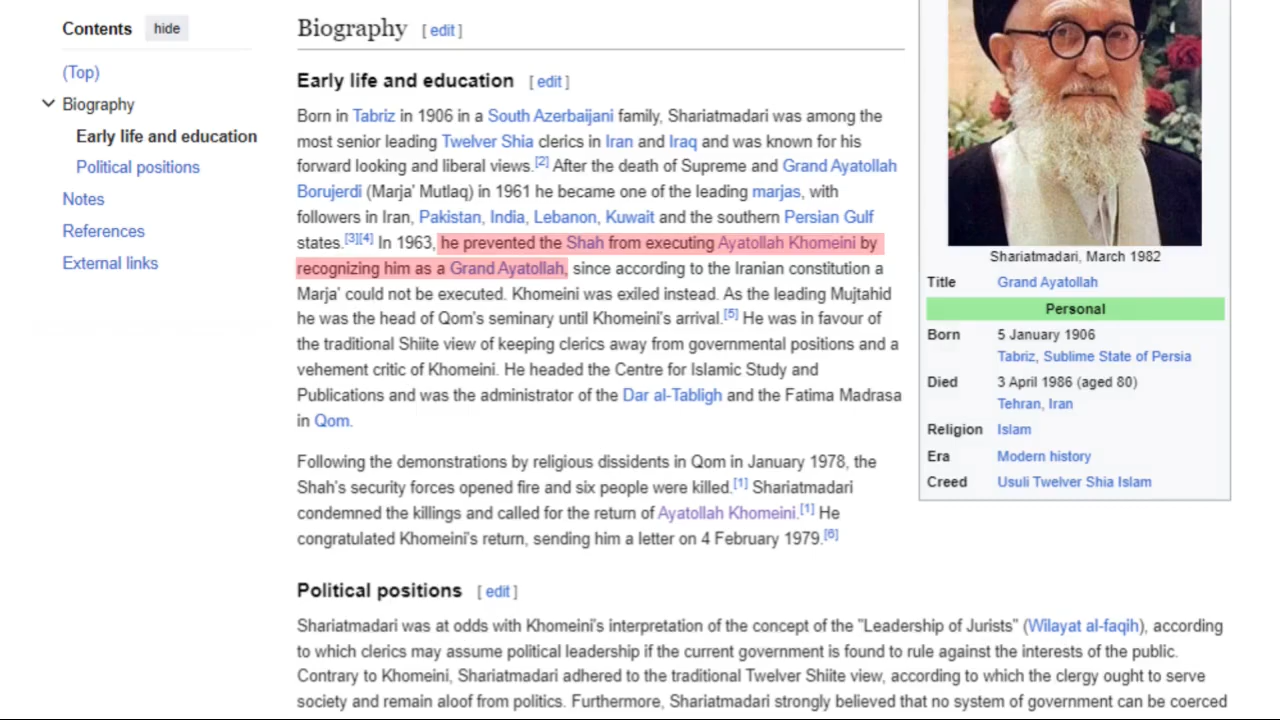 Contents hide
(Top)
Biography
Early life and education
Political positions
Notes
References
External links
Biography [ edit ]
Early life and education [ edit ]
Born in Tabriz in 1906 in a South Azerbaijani family, Shariatmadari was among the
most senior leading Twelver Shia clerics in Iran and Iraq and was known for his
forward looking and liberal views.[2] After the death of Supreme and Grand Ayatollah
Borujerdi (Marja' Mutlaq) in 1961 he became one of the leading marjas, with
followers in Iran, Pakistan, India, Lebanon, Kuwait and the southern Persian Gulf
states.[3][4] In 1963, he prevented the Shah from executing Ayatollah Khomeini by
recognizing him as a Grand Ayatollah, since according to the Iranian constitution a
Marja' could not be executed. Khomeini was exiled instead. As the leading Mujtahid
he was the head of Qom's seminary until Khomeini's arrival.[5] He was in favour of
the traditional Shiite view of keeping clerics away from governmental positions and a
vehement critic of Khomeini. He headed the Centre for Islamic Study and
Publications and was the administrator of the Dar al-Tabligh and the Fatima Madrasa
in Qom.
Following the demonstrations by religious dissidents in Qom in January 1978, the
Shah's security forces opened fire and six people were killed.[1] Shariatmadari
condemned the killings and called for the return of Ayatollah Khomeini.[1] He
congratulated Khomeini's return, sending him a letter on 4 February 1979.[6]
Political positions [ edit ]
Shariatmadari was at odds with Khomeini's interpretation of the concept of the "Leadership of Jurists" (Wilayat al-faqih), according
to which clerics may assume political leadership if the current government is found to rule against the interests of the public.
Contrary to Khomeini, Shariatmadari adhered to the traditional Twelver Shiite view, according to which the clergy ought to serve
society and remain aloof from politics. Furthermore, Shariatmadari strongly believed that no system of government can be coerced
Shariatmadari, March 1982
Title Grand Ayatollah
Personal
Born 5 January 1906
Tabriz, Sublime State of Persia
Died 3 April 1986 (aged 80)
Tehran, Iran
Religion Islam
Era Modern history
Creed Usuli Twelver Shia Islam